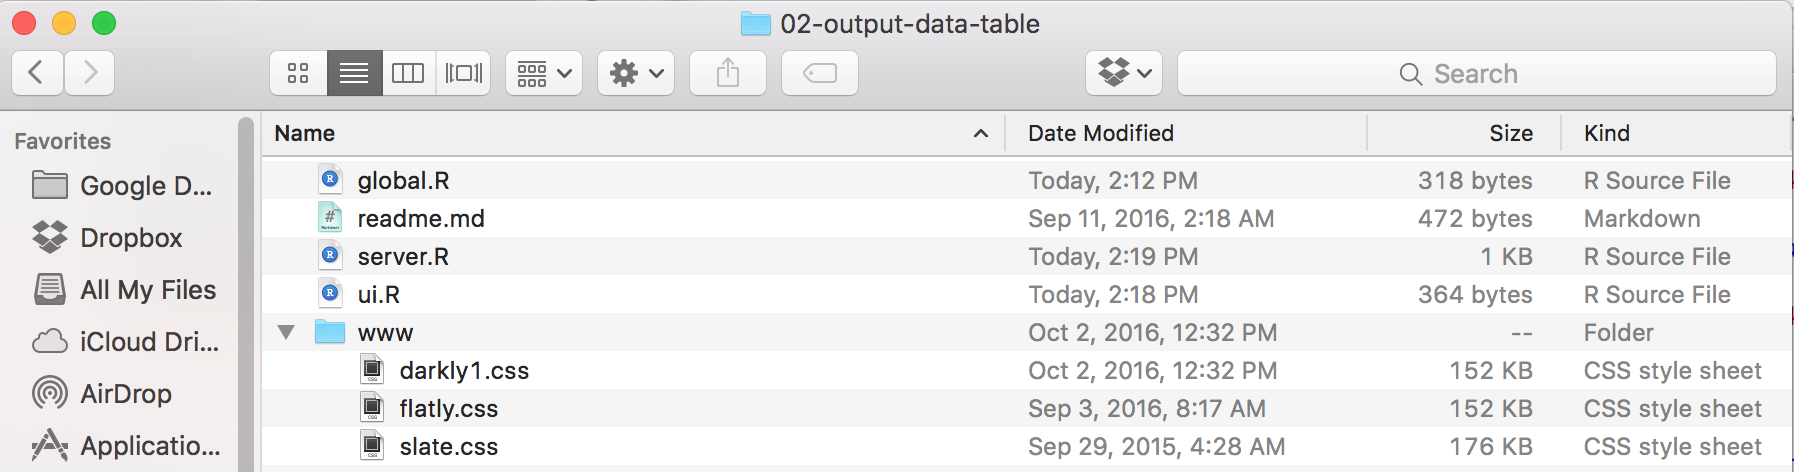 02-output-data-table
Search
Favorites
Google D...
Dropbox
All My Files
iCloud Dri...
AirDrop
Applicatio...
Name Date Modified Size Kind
global.R Today, 2:12 PM 318 bytes R Source File
readme.md Sep 11, 2016, 2:18 AM 472 bytes Markdown
server.R Today, 2:19 PM 1 KB R Source File
ui.R Today, 2:18 PM 364 bytes R Source File
www Oct 2, 2016, 12:32 PM -- Folder
darkly1.css Oct 2, 2016, 12:32 PM 152 KB CSS style sheet
flatly.css Sep 3, 2016, 8:17 AM 152 KB CSS style sheet
slate.css Sep 29, 2015, 4:28 AM 176 KB CSS style sheet